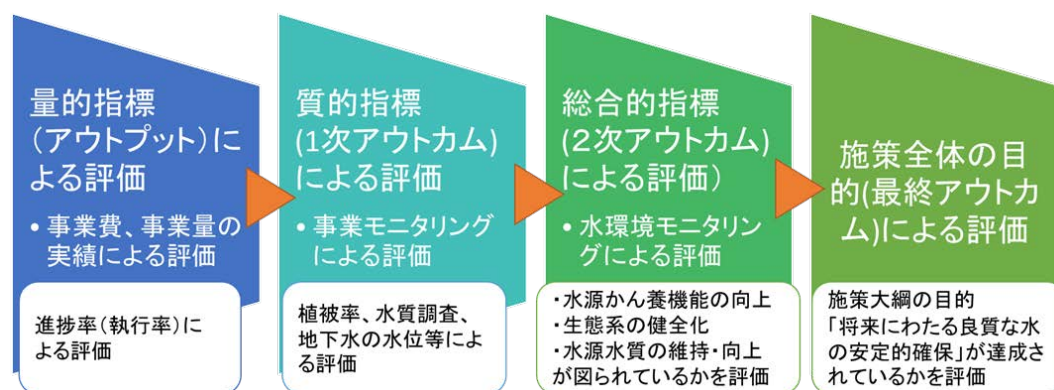 量的指標
(アウトプット)に
よる評価
• 事業費、事業量の
実績による評価
進捗率(執行率)に
よる評価
質的指標
(1次アウトカム)
による評価
• 事業モニタリング
による評価
植被率、水質調査、
地下水の水位等によ
る評価
総合的指標
(2次アウトカム)
による評価)
• 水環境モニタリン
グによる評価
・水源かん養機能の向上
・生態系の健全化
・水源水質の維持・向上
が図られているかを評価
施策全体の目
的(最終アウトカ
ム)による評価
施策大綱の目的
「将来にわたる良質な水
の安定的確保」が達成さ
れているかを評価